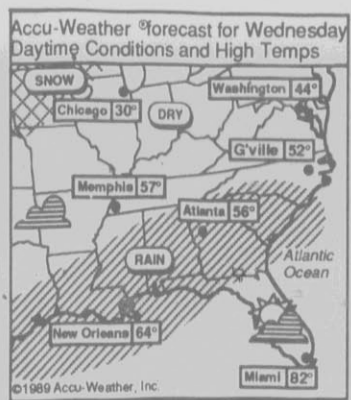 Accu-Weather ® forecast for Wednesday
Daytime Conditions and High Temps
SNOW
Washington 44°
Chicago 30°
DRY
G'ville 52°
Memphis 57°
Atlanta 56°
RAIN
Atlantic
Ocean
New Orleans 64°
©1989 Accu-Weather, Inc.
Miami 82°